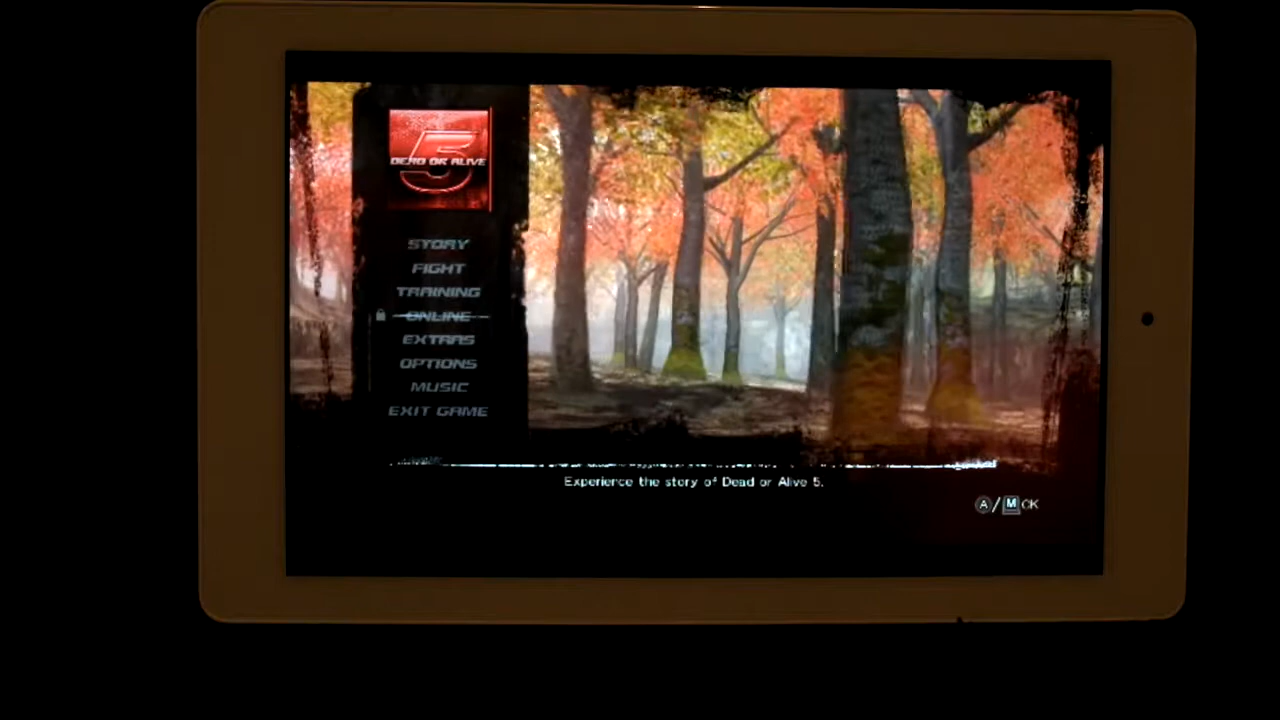 5
DEAD OR ALIVE
STORY
FIGHT
TRAINING
ONLINE
EXTRAS
OPTIONS
MUSIC
EXIT GAME
Experience the story of Dead or Alive 5.
A/M OK